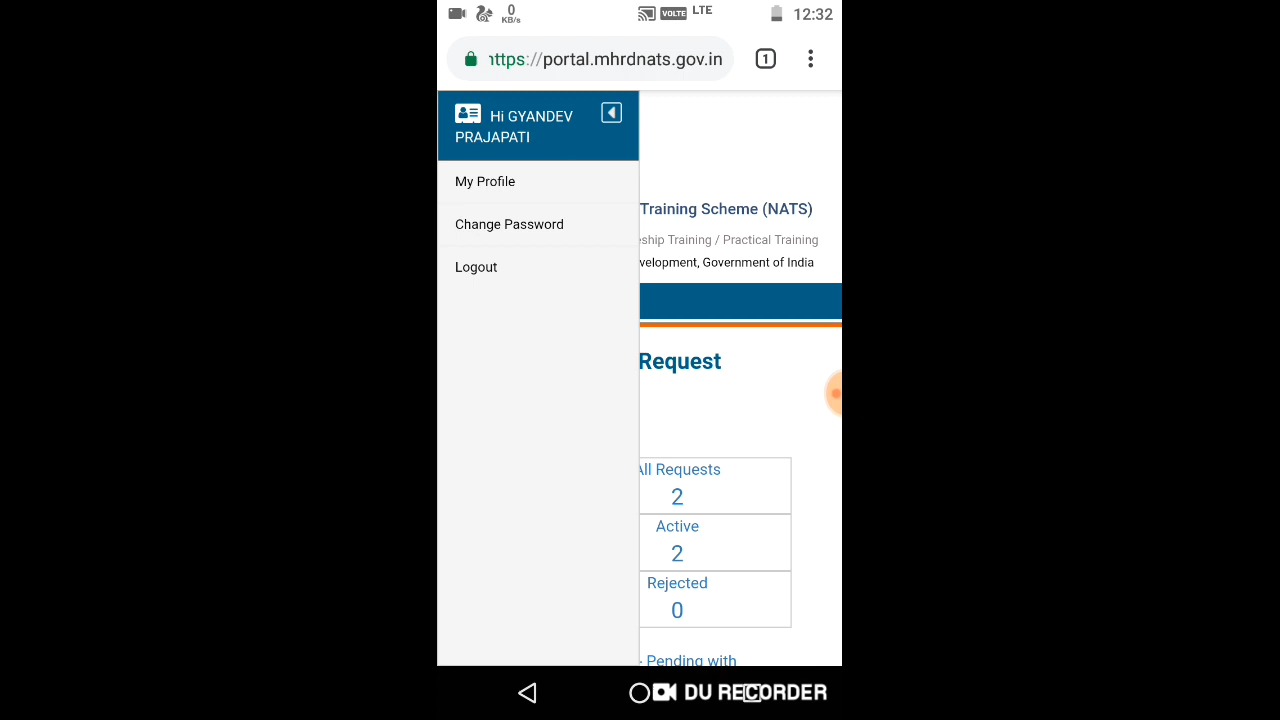 0
KB/s
VOLTE
LTE
12:32
https://portal.mhrdnats.gov.in
1
Hi GYANDEV
PRAJAPATI
My Profile
Change Password
Logout
Training Scheme (NATS)
eship Training / Practical Training
velopment, Government of India
Request
All Requests
2
Active
2
Rejected
0
- Pending with
DU RECORDER